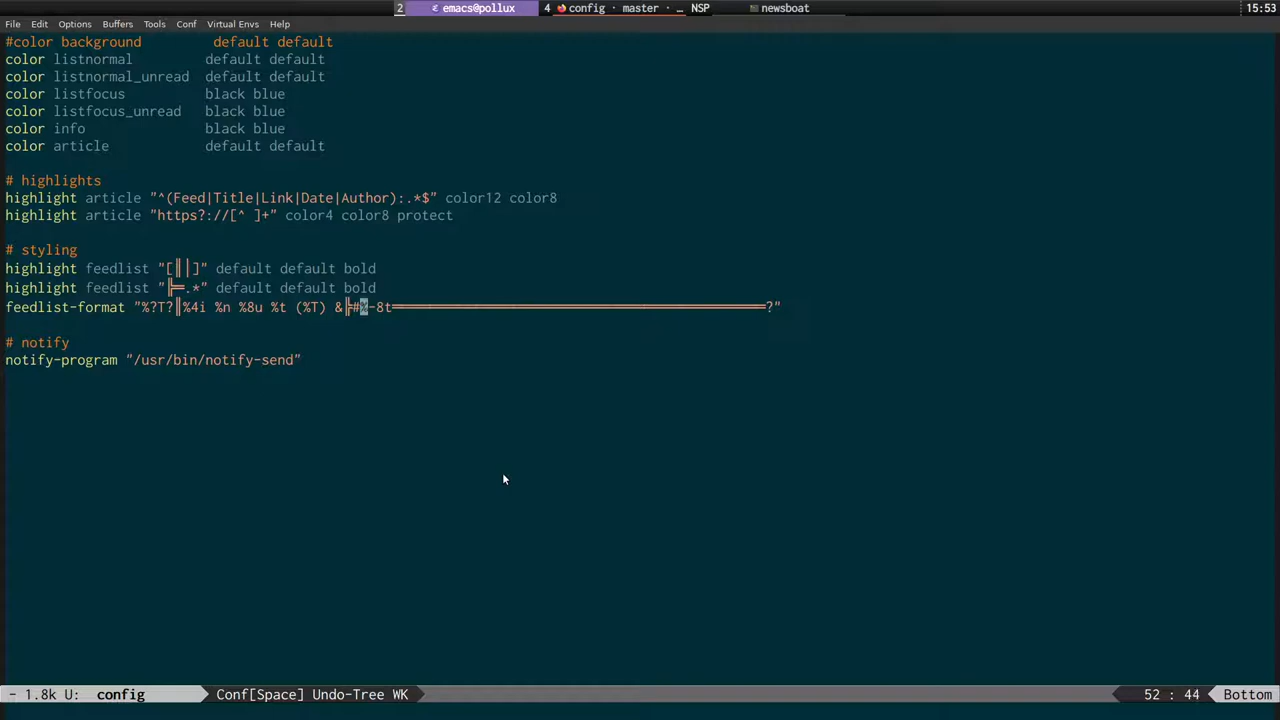 2 emacs@pollux 4 config · master · … NSP newsboat 15:53
File Edit Options Buffers Tools Conf Virtual Envs Help
#color background         default default
color listnormal         default default
color listnormal_unread  default default
color listfocus          black blue
color listfocus_unread   black blue
color info               black blue
color article            default default
# highlights
highlight article "^(Feed|Title|Link|Date|Author):.*$" color12 color8
highlight article "https?://[^ ]+" color4 color8 protect
# styling
highlight feedlist "[║│]" default default bold
highlight feedlist "╠═.*" default default bold
feedlist-format "%?T?║%4i %n %8u %t (%T) &╠#%-8t═══════════════════════════════════════════════?"
# notify
notify-program "/usr/bin/notify-send"
- 1.8k U: config Conf[Space] Undo-Tree WK 52 : 44 Bottom